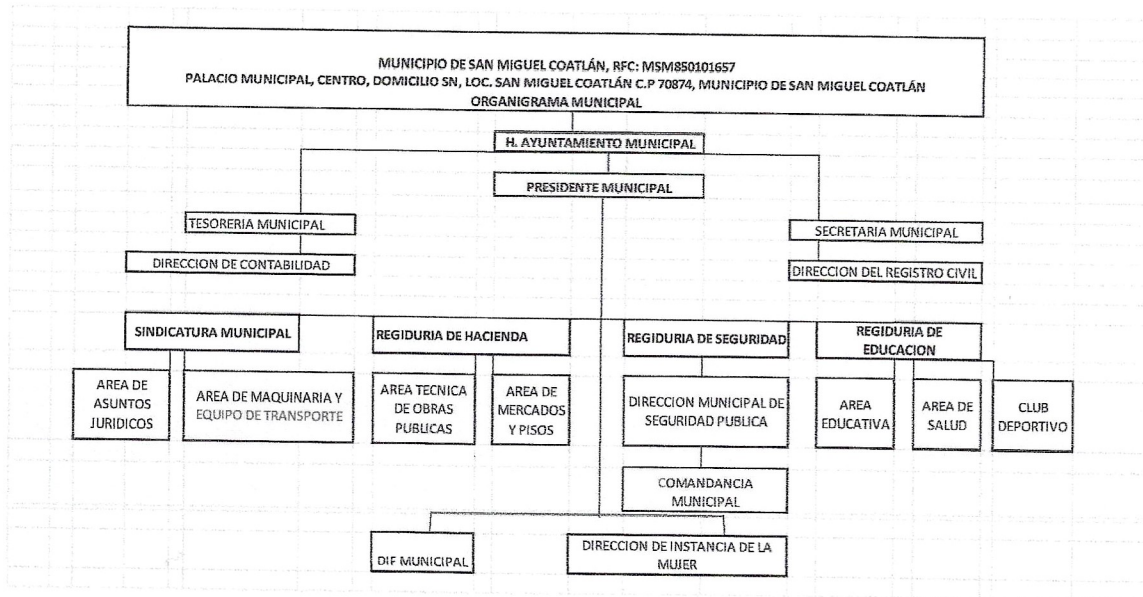 MUNICIPIO DE SAN MIGUEL COATLÁN, RFC: MSM850101657
PALACIO MUNICIPAL, CENTRO, DOMICILIO SN, LOC. SAN MIGUEL COATLÁN C.P 70874, MUNICIPIO DE SAN MIGUEL COATLÁN
ORGANIGRAMA MUNICIPAL
H. AYUNTAMIENTO MUNICIPAL
PRESIDENTE MUNICIPAL
TESORERIA MUNICIPAL
SECRETARIA MUNICIPAL
DIRECCION DE CONTABILIDAD
DIRECCION DEL REGISTRO CIVIL
SINDICATURA MUNICIPAL
REGIDURIA DE HACIENDA
REGIDURIA DE SEGURIDAD
REGIDURIA DE
EDUCACION
AREA DE
ASUNTOS
JURIDICOS
AREA DE MAQUINARIA Y
EQUIPO DE TRANSPORTE
AREA TECNICA
DE OBRAS
PUBLICAS
AREA DE
MERCADOS
Y PISOS
DIRECCION MUNICIPAL DE
SEGURIDAD PUBLICA
AREA
EDUCATIVA
AREA DE
SALUD
CLUB
DEPORTIVO
COMANDANCIA
MUNICIPAL
DIF MUNICIPAL
DIRECCION DE INSTANCIA DE LA
MUJER